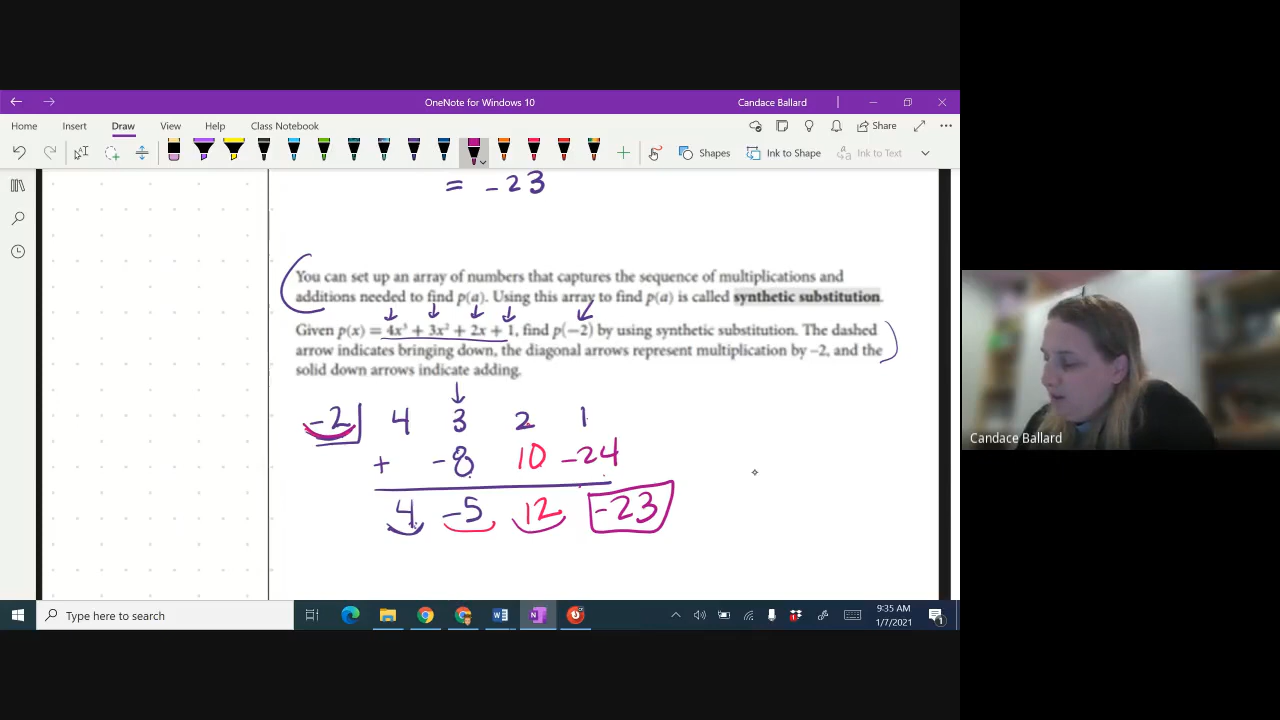 OneNote for Windows 10
Candace Ballard
Home Insert Draw View Help Class Notebook
Share
Shapes Ink to Shape Ink to Text
= -23
You can set up an array of numbers that captures the sequence of multiplications and
additions needed to find p(a). Using this array to find p(a) is called synthetic substitution.
Given p(x) = 4x³ + 3x² + 2x + 1, find p(−2) by using synthetic substitution. The dashed
arrow indicates bringing down, the diagonal arrows represent multiplication by −2, and the
solid down arrows indicate adding.
-2 4 3 2 1
+ -8 10 -24
4 -5 12 -23
Candace Ballard
Type here to search
9:35 AM
1/7/2021
1